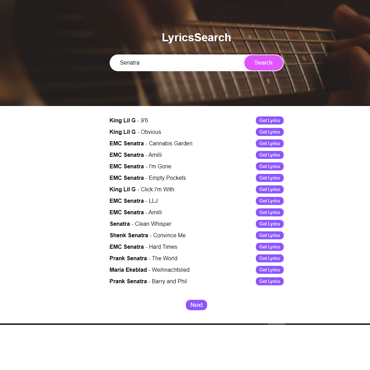 LyricsSearch
Senatra Search
King Lil G - 9'6 Get Lyrics
King Lil G - Obvious Get Lyrics
EMC Senatra - Cannabis Garden Get Lyrics
EMC Senatra - Amilli Get Lyrics
EMC Senatra - I'm Gone Get Lyrics
EMC Senatra - Empty Pockets Get Lyrics
King Lil G - Click I'm With Get Lyrics
EMC Senatra - LLJ Get Lyrics
EMC Senatra - Amilli Get Lyrics
Senatra - Clean Whisper Get Lyrics
Shenk Senatra - Convince Me Get Lyrics
EMC Senatra - Hard Times Get Lyrics
Prank Senatra - The World Get Lyrics
Maria Ekeblad - Weihnachtslied Get Lyrics
Prank Senatra - Barry and Phil Get Lyrics
Next